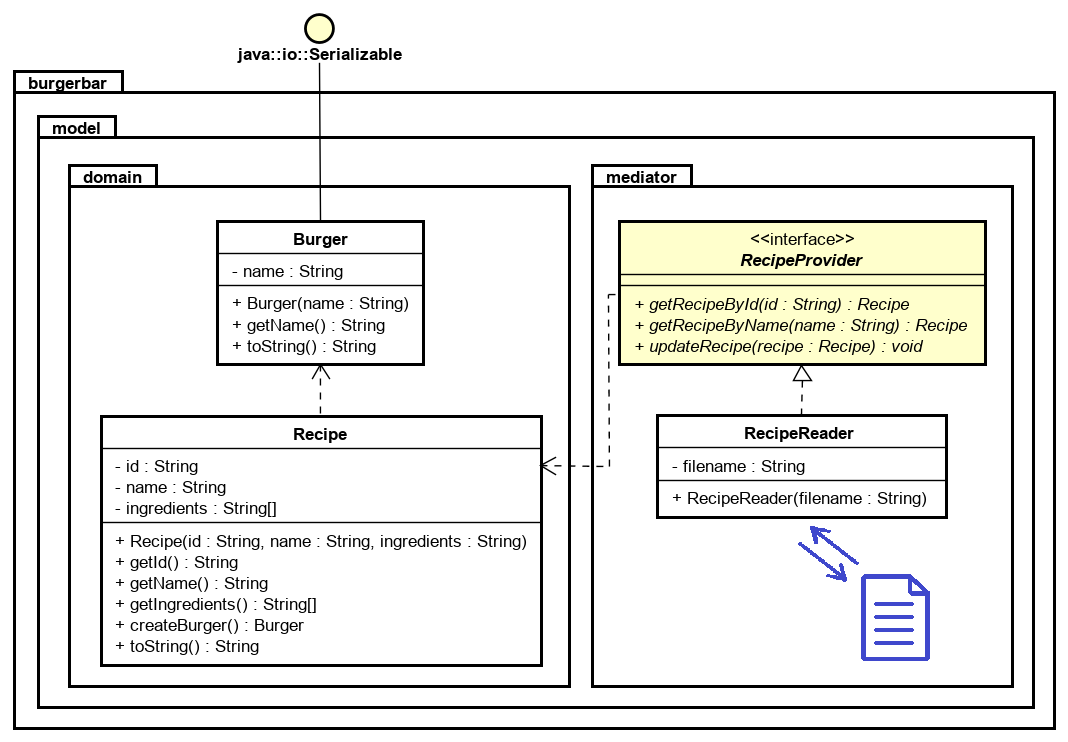 java::io::Serializable
burgerbar
model
domain
Burger
- name : String
+ Burger(name : String)
+ getName() : String
+ toString() : String
Recipe
- id : String
- name : String
- ingredients : String[]
+ Recipe(id : String, name : String, ingredients : String)
+ getId() : String
+ getName() : String
+ getIngredients() : String[]
+ createBurger() : Burger
+ toString() : String
mediator
<<interface>>
RecipeProvider
+ getRecipeById(id : String) : Recipe
+ getRecipeByName(name : String) : Recipe
+ updateRecipe(recipe : Recipe) : void
RecipeReader
- filename : String
+ RecipeReader(filename : String)